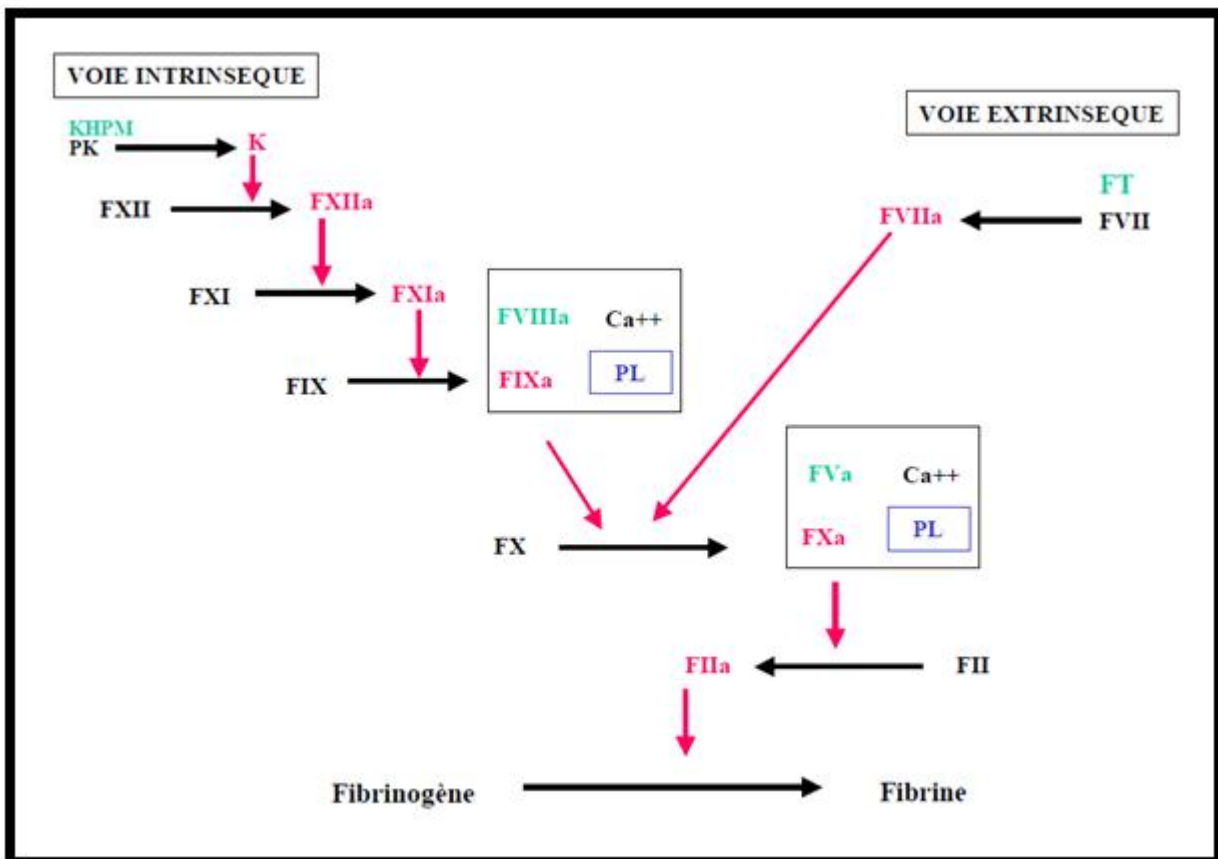 VOIE INTRINSEQUE
VOIE EXTRINSEQUE
KHPM
PK
K
FT
FXII
FXIIa
FVIIa
FVII
FXI
FXIa
FVIIIa Ca++
FIX
FIXa PL
FVa Ca++
FX
FXa PL
FIIa
FII
Fibrinogène
Fibrine